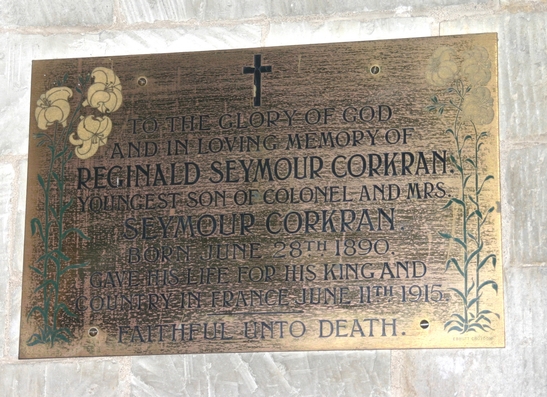 TO THE GLORY OF GOD
AND IN LOVING MEMORY OF
REGINALD SEYMOUR CORKRAN.
YOUNGEST SON OF COLONEL AND MRS.
SEYMOUR CORKRAN.
BORN JUNE 28TH 1890.
GAVE HIS LIFE FOR HIS KING AND
COUNTRY IN FRANCE JUNE 11TH 1915.
FAITHFUL UNTO DEATH.